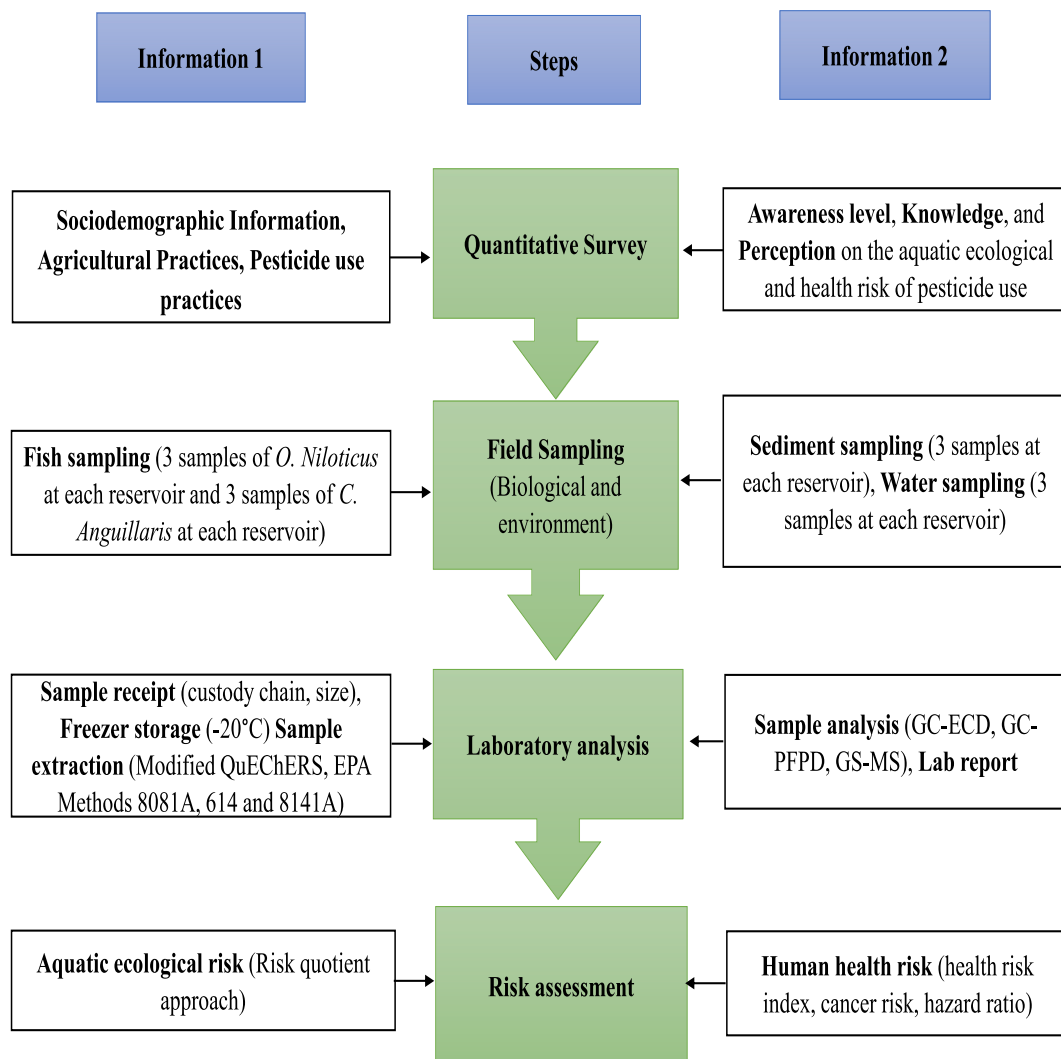 Information 1
Steps
Information 2
Sociodemographic Information,
Agricultural Practices, Pesticide use
practices
Quantitative Survey
Awareness level, Knowledge, and
Perception on the aquatic ecological
and health risk of pesticide use
Fish sampling (3 samples of O. Niloticus
at each reservoir and 3 samples of C.
Anguillaris at each reservoir)
Field Sampling
(Biological and
environment)
Sediment sampling (3 samples at
each reservoir), Water sampling (3
samples at each reservoir)
Sample receipt (custody chain, size),
Freezer storage (-20°C) Sample
extraction (Modified QuEChERS, EPA
Methods 8081A, 614 and 8141A)
Laboratory analysis
Sample analysis (GC-ECD, GC-
PFPD, GS-MS), Lab report
Aquatic ecological risk (Risk quotient
approach)
Risk assessment
Human health risk (health risk
index, cancer risk, hazard ratio)